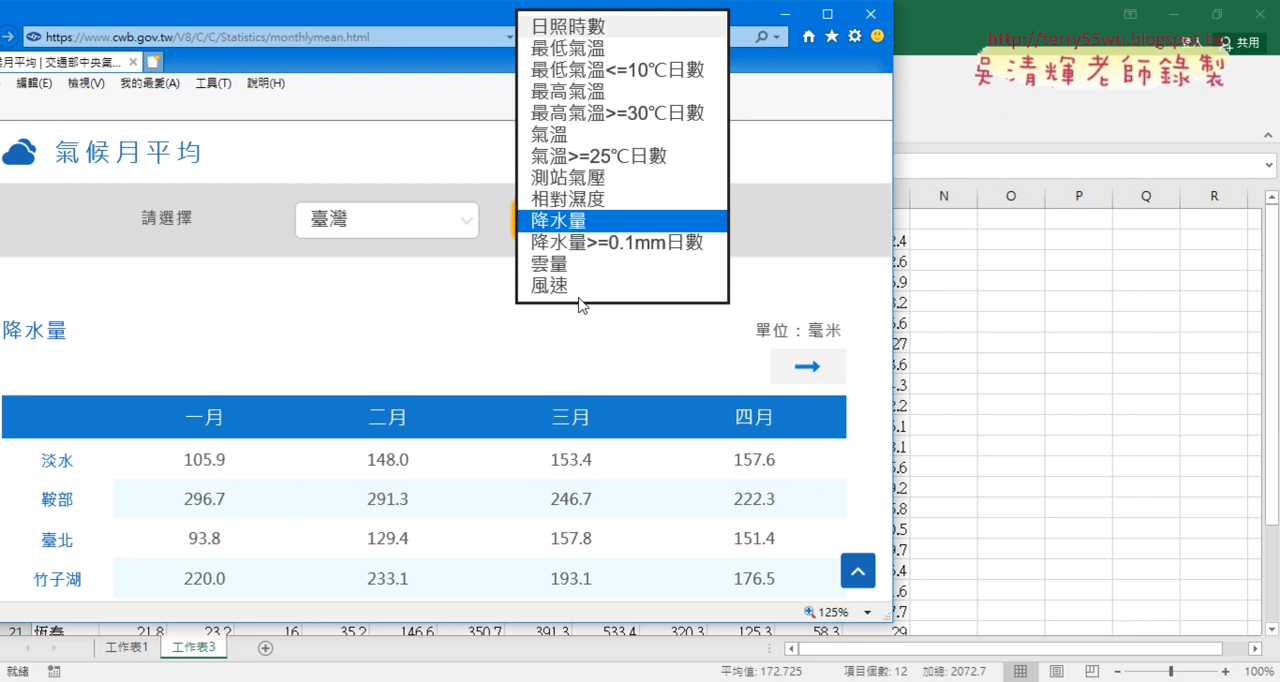 https://www.cwb.gov.tw/V8/C/C/Statistics/monthlymean.html
月平均 | 交通部中央氣...
編輯(E) 檢視(V) 我的最愛(A) 工具(T) 說明(H)
http://terry55wu.blogspot.tw
共用
吳清輝老師錄製
氣候月平均
請選擇
臺灣
日照時數
最低氣溫
最低氣溫<=10℃日數
最高氣溫
最高氣溫>=30℃日數
氣溫
氣溫>=25℃日數
測站氣壓
相對濕度
降水量
降水量>=0.1mm日數
雲量
風速
降水量
單位：毫米
一月 二月 三月 四月
淡水 105.9 148.0 153.4 157.6
鞍部 296.7 291.3 246.7 222.3
臺北 93.8 129.4 157.8 151.4
竹子湖 220.0 233.1 193.1 176.5
125%
N O P Q R
21 恆春 21.8 23.2 16 35.2 146.6 350.7 391.3 533.4 320.3 125.3 58.3 29
工作表1 工作表3
就緒 平均值: 172.725 項目個數: 12 加總: 2072.7 100%